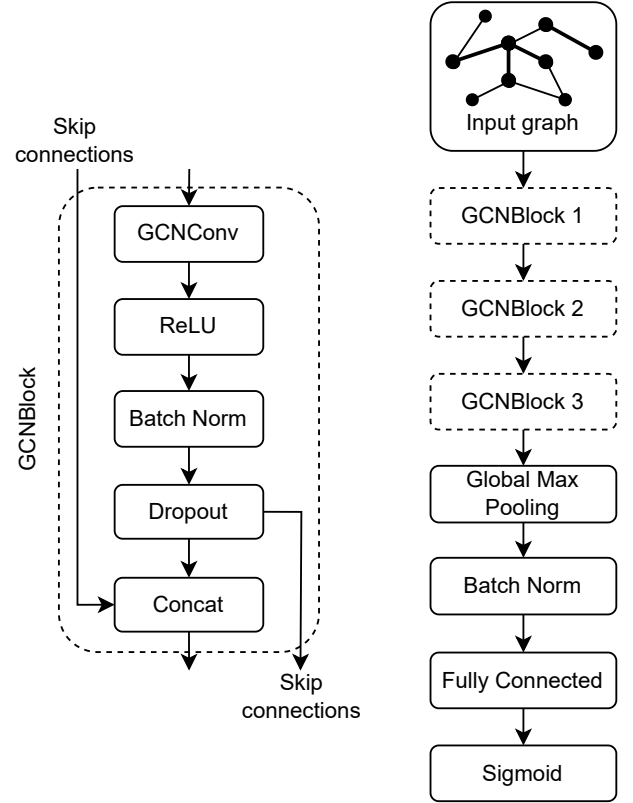 Skip
connections
GCNConv
ReLU
Batch Norm
Dropout
Concat
GCNBlock
Skip
connections
Input graph
GCNBlock 1
GCNBlock 2
GCNBlock 3
Global Max
Pooling
Batch Norm
Fully Connected
Sigmoid